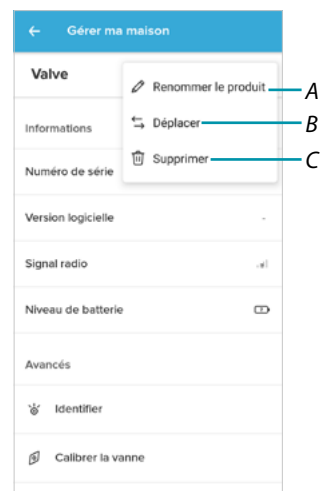 Gérer ma maison
Valve
Renommer le produit A
Déplacer B
Supprimer C
Informations
Numéro de série
Version logicielle -
Signal radio
Niveau de batterie
Avancés
Identifier
Calibrer la vanne